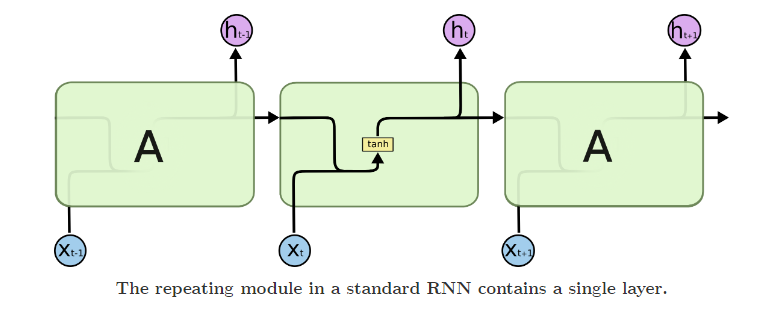 ht-1
ht
ht+1
A
tanh
A
xt-1
xt
xt+1
The repeating module in a standard RNN contains a single layer.